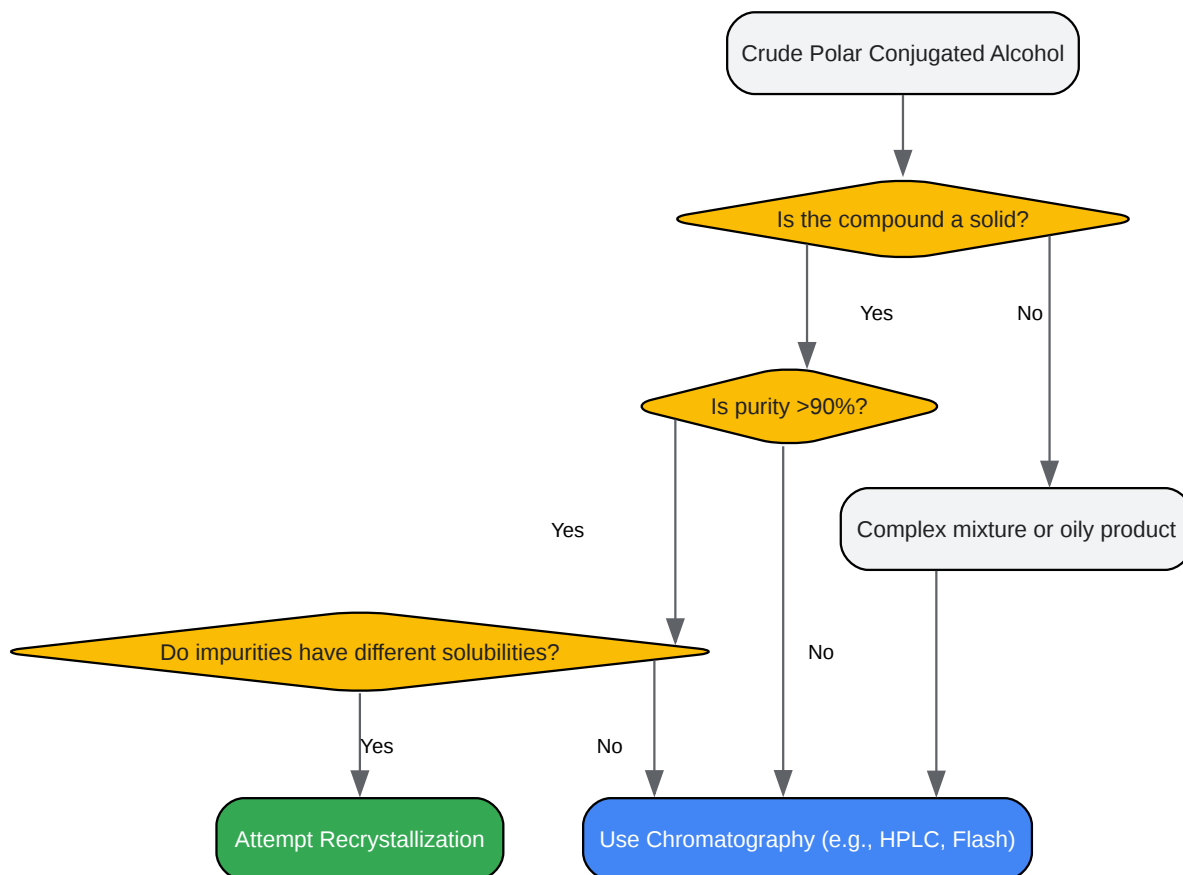 Crude Polar Conjugated Alcohol
Is the compound a solid?
Yes
No
Is purity >90%?
Yes
Complex mixture or oily product
Do impurities have different solubilities?
No
Yes
No
Attempt Recrystallization
Use Chromatography (e.g., HPLC, Flash)